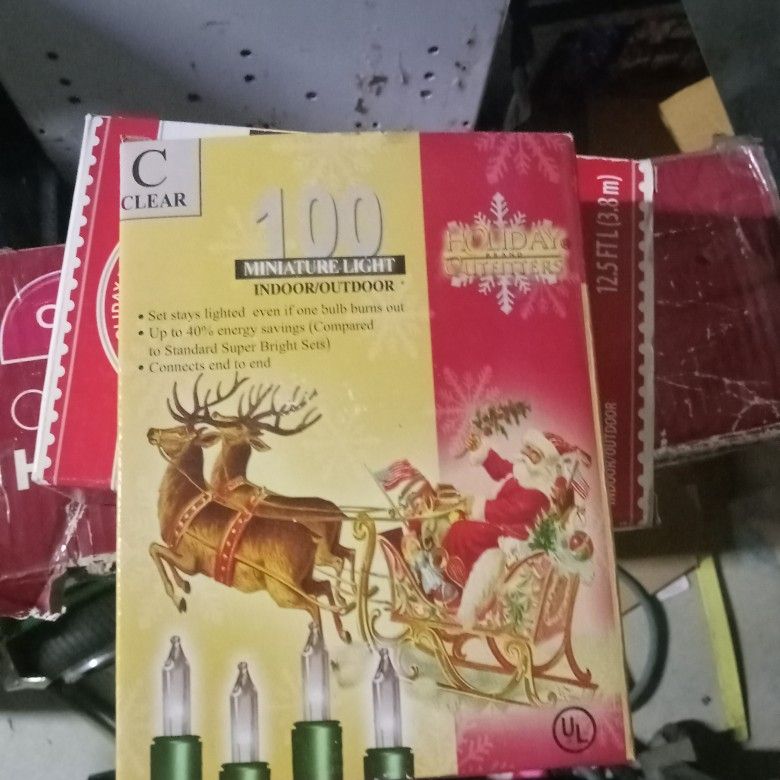 C
CLEAR
100
MINIATURE LIGHT
INDOOR/OUTDOOR
• Set stays lighted even if one bulb burns out
• Up to 40% energy savings (Compared
to Standard Super Bright Sets)
• Connects end to end
HOLIDAY
BRAND
OUTFITTERS
12.5 FT L (3.8 m)
INDOOR/OUTDOOR
UL
H